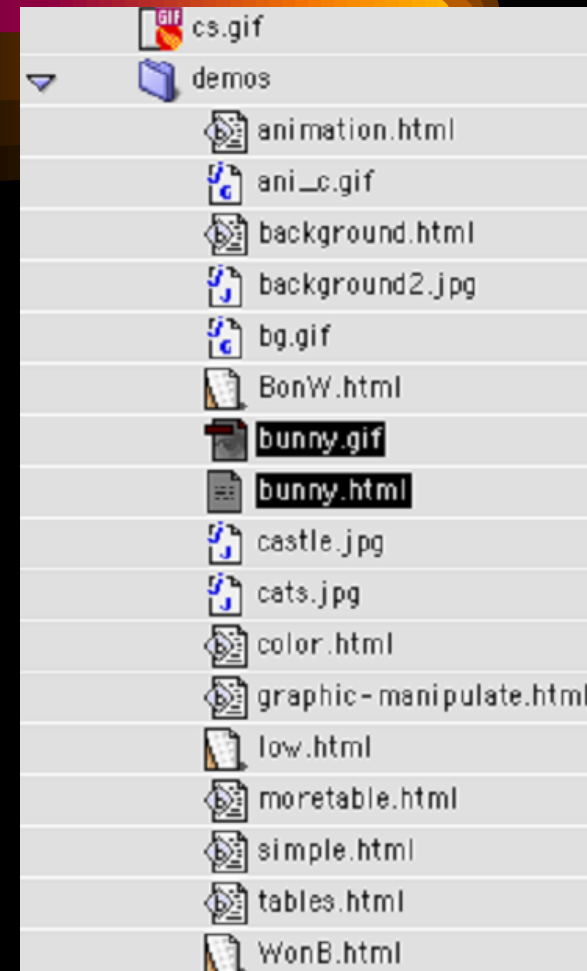 cs.gif
demos
animation.html
ani_c.gif
background.html
background2.jpg
bg.gif
BonW.html
bunny.gif
bunny.html
castle.jpg
cats.jpg
color.html
graphic-manipulate.html
low.html
moretable.html
simple.html
tables.html
WonB.html